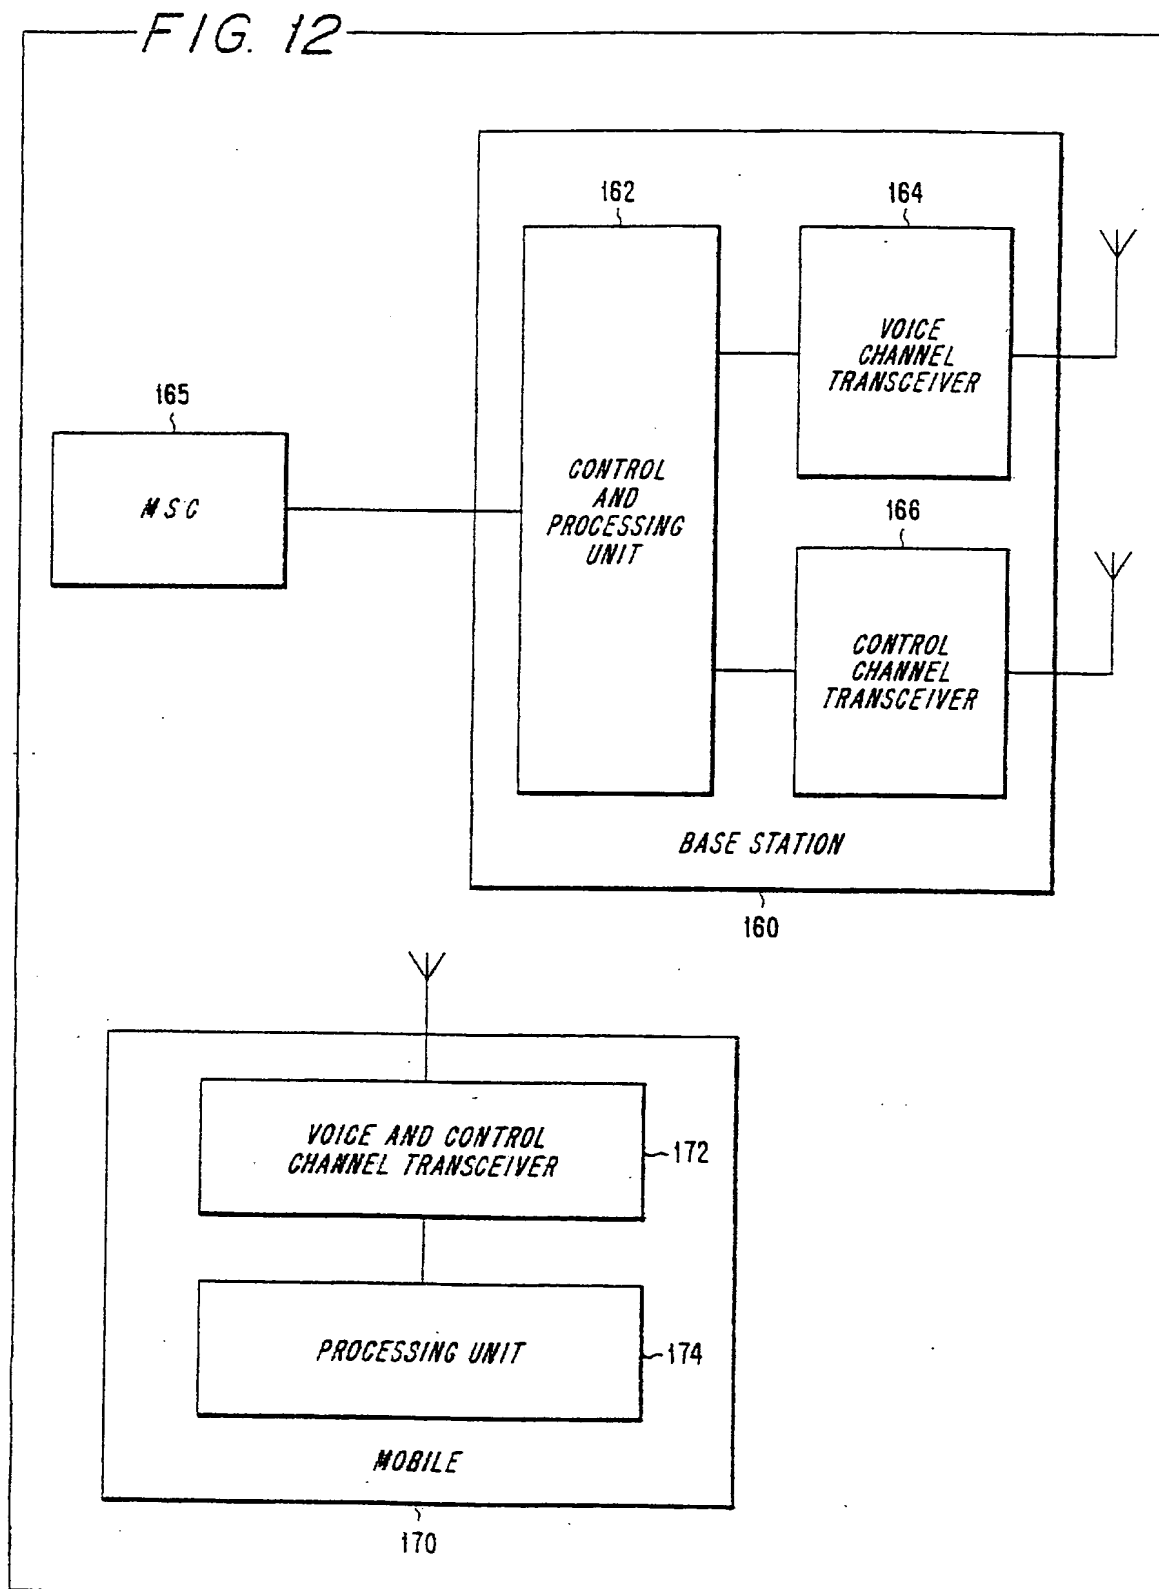 FIG. 12
162
164
VOICE
CHANNEL
TRANSCEIVER
165
MSC
CONTROL
AND
PROCESSING
UNIT
166
CONTROL
CHANNEL
TRANSCEIVER
BASE STATION
160
VOICE AND CONTROL
CHANNEL TRANSCEIVER
172
PROCESSING UNIT
174
MOBILE
170